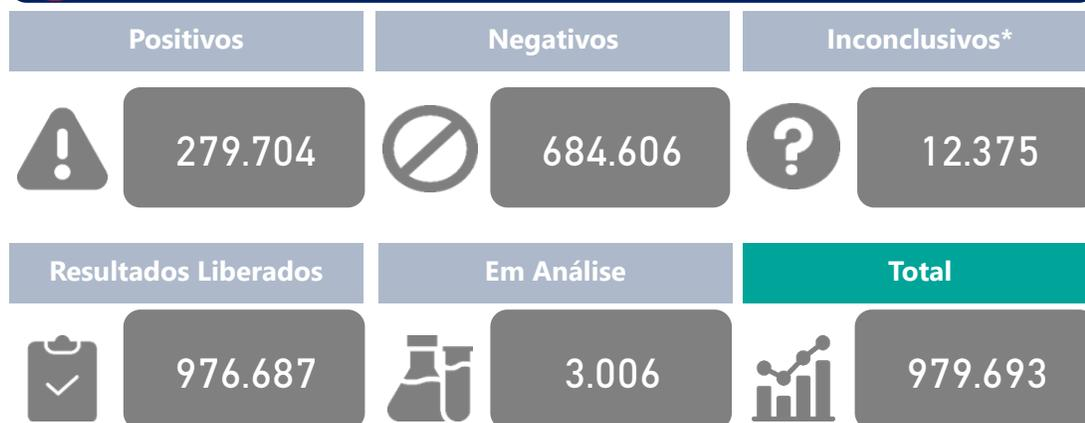 Positivos
Negativos
Inconclusivos*
279.704
684.606
12.375
Resultados Liberados
Em Análise
Total
976.687
3.006
979.693